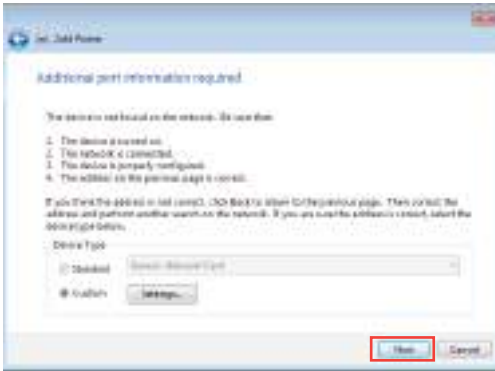 Add Printer
Additional port information required
The device is not found on the network. Be sure that:
1. The device is turned on.
2. The network is connected.
3. The device is properly configured.
4. The address on the previous page is correct.
If you think the address is not correct, click Back to return to the previous page. Then correct the
address and perform another search on the network. If you are sure the address is correct, select the
device type below.
Device Type
Standard
Generic Network Card
Custom
Settings...
Next
Cancel